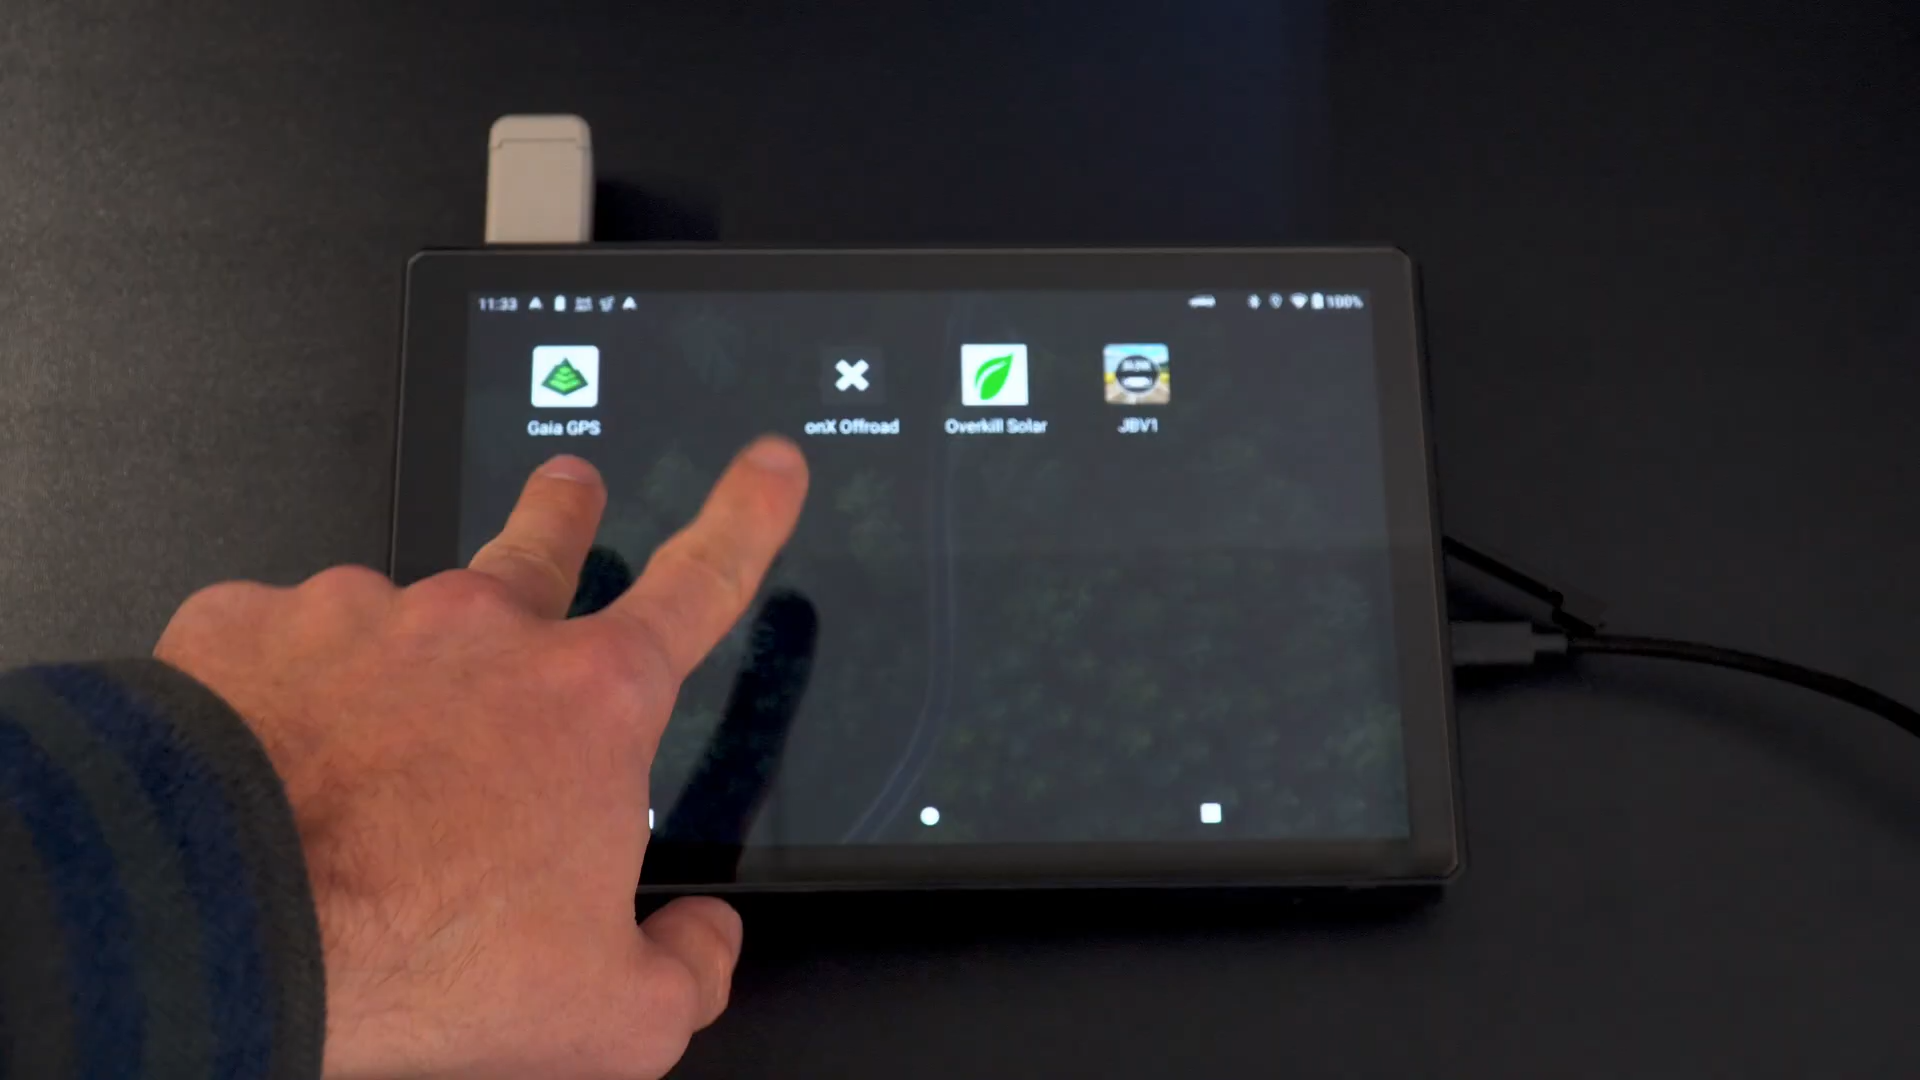 11:33
100%
Gaia GPS
onX Offroad
Overkill Solar
JBV1